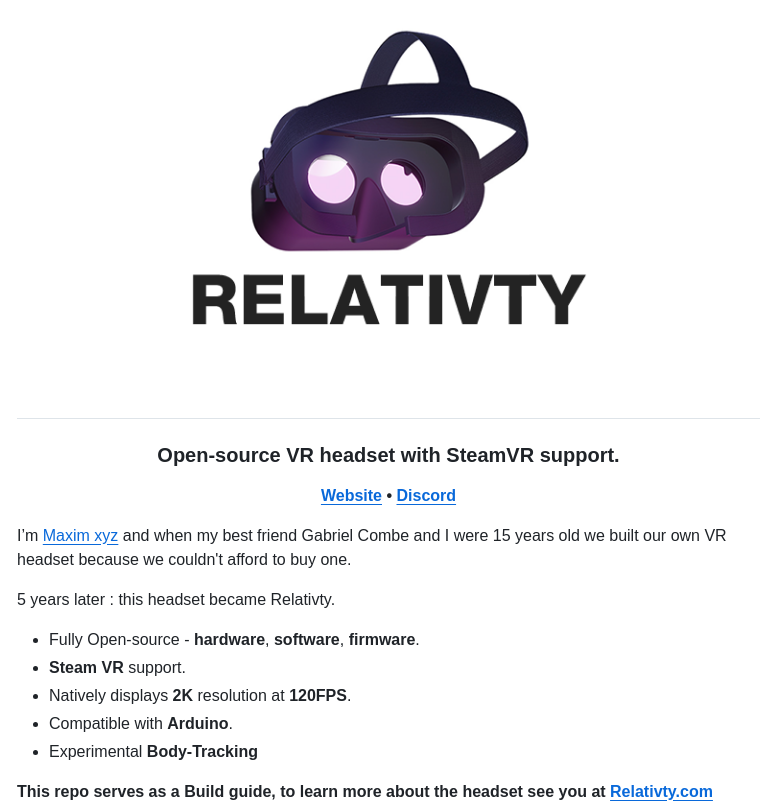 RELATIVTY
Open-source VR headset with SteamVR support.
Website • Discord
I’m Maxim xyz and when my best friend Gabriel Combe and I were 15 years old we built our own VR
headset because we couldn't afford to buy one.
5 years later : this headset became Relativty.
• Fully Open-source - hardware, software, firmware.
• Steam VR support.
• Natively displays 2K resolution at 120FPS.
• Compatible with Arduino.
• Experimental Body-Tracking
This repo serves as a Build guide, to learn more about the headset see you at Relativty.com